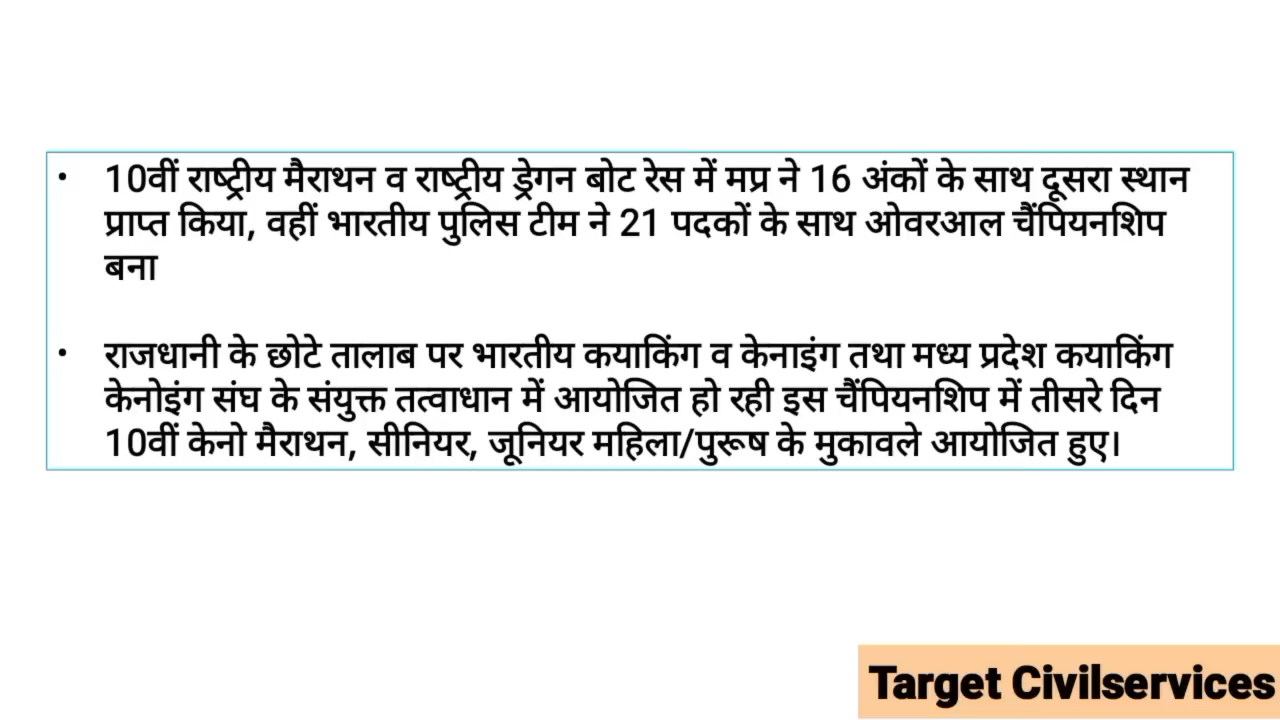 • 10वीं राष्ट्रीय मैराथन व राष्ट्रीय ड्रेगन बोट रेस में मप्र ने 16 अंकों के साथ दूसरा स्थान
प्राप्त किया, वहीं भारतीय पुलिस टीम ने 21 पदकों के साथ ओवरआल चैंपियनशिप
बना
• राजधानी के छोटे तालाब पर भारतीय कयाकिंग व केनाइंग तथा मध्य प्रदेश कयाकिंग
केनोइंग संघ के संयुक्त तत्वाधान में आयोजित हो रही इस चैंपियनशिप में तीसरे दिन
10वीं केनो मैराथन, सीनियर, जूनियर महिला/पुरूष के मुकावले आयोजित हुए।
Target Civilservices